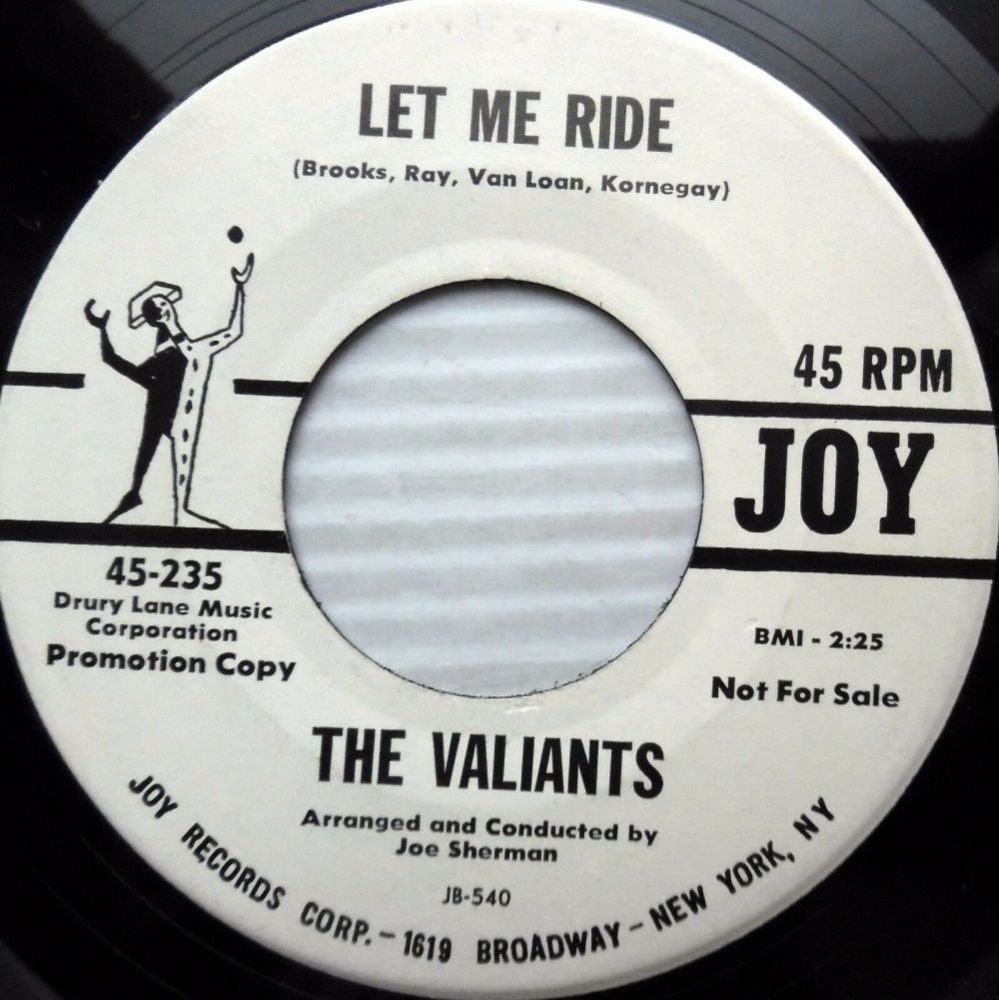 LET ME RIDE
(Brooks, Ray, Van Loan, Kornegay)
45 RPM
JOY
45-235
Drury Lane Music
Corporation
Promotion Copy
BMI - 2:25
Not For Sale
THE VALIANTS
Arranged and Conducted by
Joe Sherman
JB-540
JOY RECORDS CORP. - 1619 BROADWAY - NEW YORK, NY